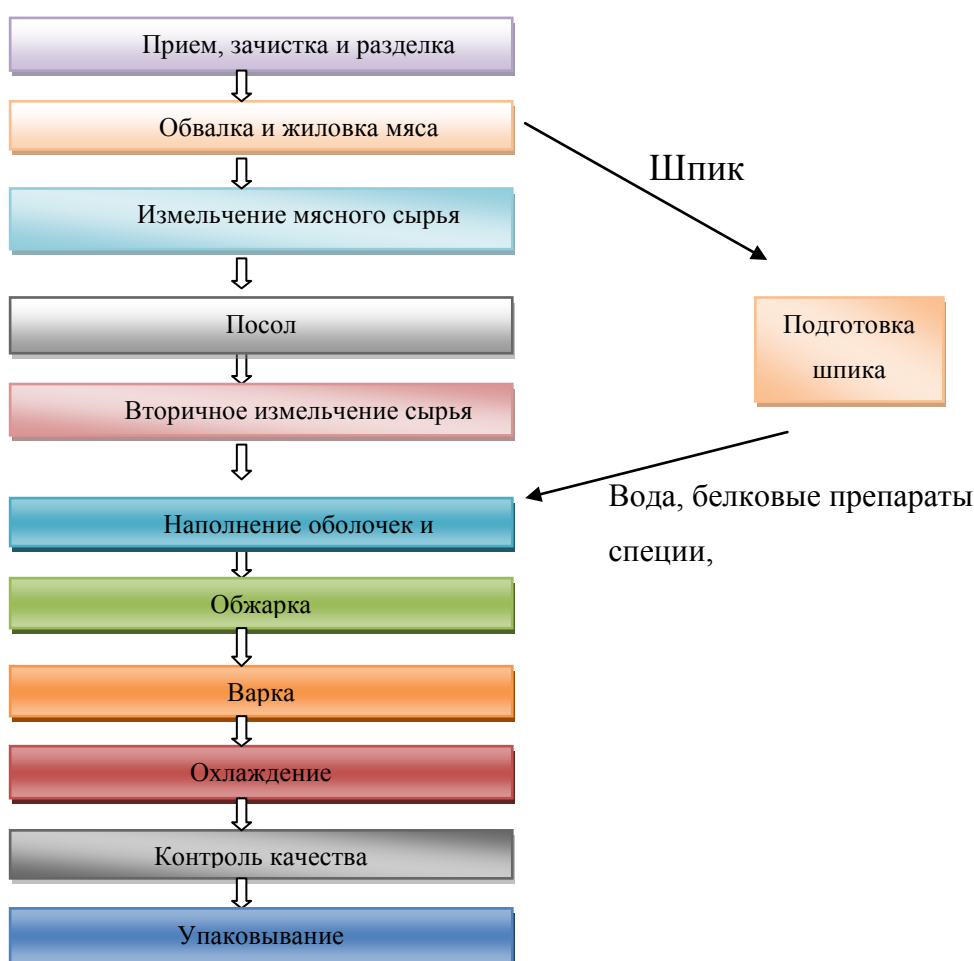 Прием, зачистка и разделка
Обвалка и жиловка мяса
Шпик
Измельчение мясного сырья
Посол
Подготовка
шпика
Вторичное измельчение сырья
Наполнение оболочек и
Вода, белковые препараты
специи,
Обжарка
Варка
Охлаждение
Контроль качества
Упаковывание